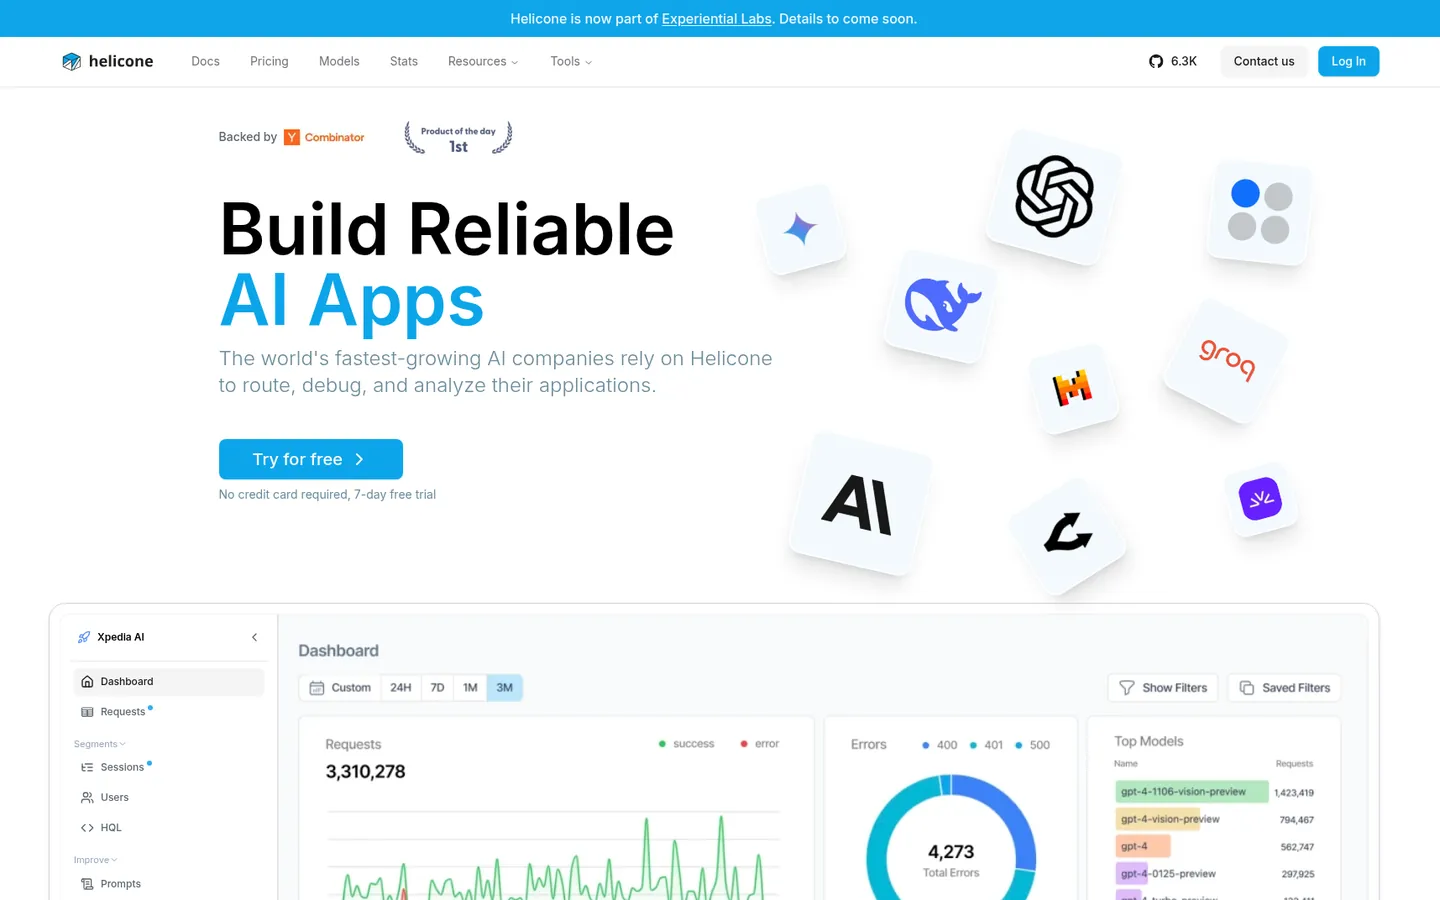 Helicone is now part of Experiential Labs. Details to come soon.
helicone
Docs
Pricing
Models
Stats
Resources
Tools
6.3K
Contact us
Log In
Backed by Y Combinator
Product of the day
1st
Build Reliable
AI Apps
The world's fastest-growing AI companies rely on Helicone
to route, debug, and analyze their applications.
Try for free
No credit card required, 7-day free trial
groq
AI
Xpedia AI
Dashboard
Requests
Segments
Sessions
Users
HQL
Improve
Prompts
Dashboard
Custom
24H
7D
1M
3M
Show Filters
Saved Filters
Requests
success
error
3,310,278
Errors
400
401
500
4,273
Total Errors
Top Models
Name
Requests
gpt-4-1106-vision-preview 1,423,419
gpt-4-vision-preview 794,467
gpt-4 562,747
gpt-4-0125-preview 297,925